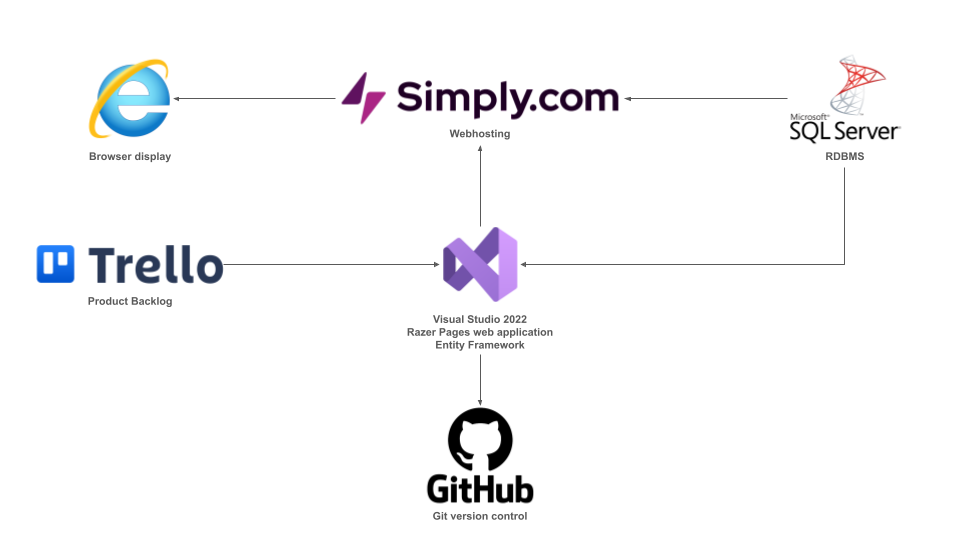 Simply.com
Webhosting
Browser display
Microsoft®
SQL Server®
RDBMS
Trello
Product Backlog
Visual Studio 2022
Razer Pages web application
Entity Framework
GitHub
Git version control